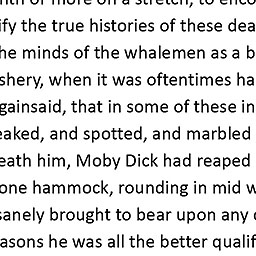 nth or more on a stretch, to enco
ify the true histories of these dea
he minds of the whalemen as a b
shery, when it was oftentimes ha
gainsaid, that in some of these in
eaked, and spotted, and marbled
eath him, Moby Dick had reaped
one hammock, rounding in mid w
sanely brought to bear upon any
asons he was all the better qualif